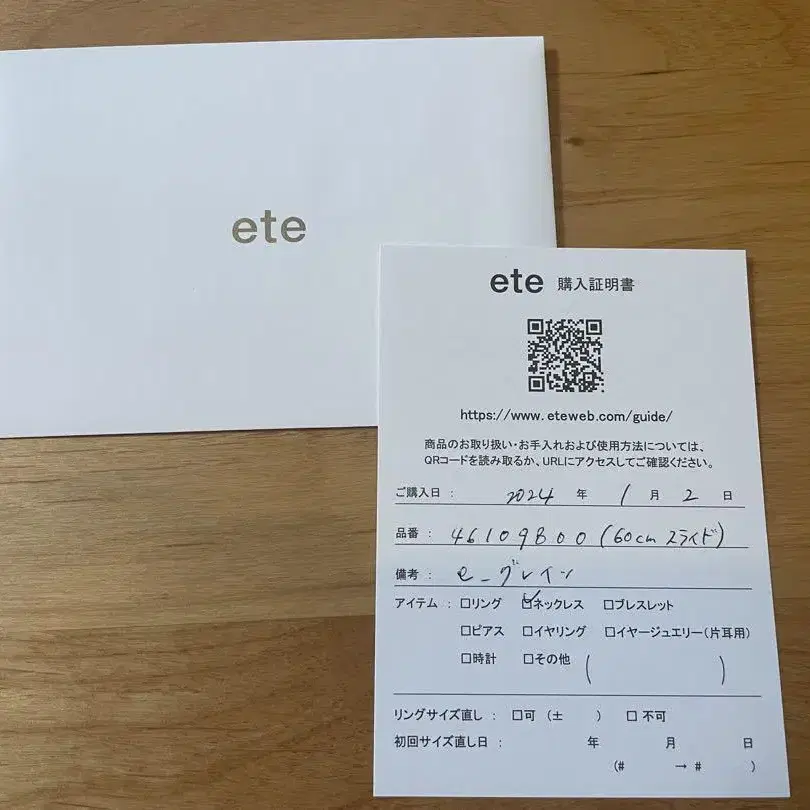 ete
ete 購入証明書
https://www.eteweb.com/guide/
商品のお取り扱い・お手入れおよび使用方法については、
QRコードを読み取るか、URLにアクセスしてご確認ください。
ご購入日 : 2024 年 1 月 2 日
品番 : 46109800 (60cm スライド)
備考 : e-グレイン
アイテム : □リング ☑ネックレス □ブレスレット
□ピアス □イヤリング □イヤージュエリー(片耳用)
□時計 □その他 ( )
リングサイズ直し : □可 (± ) □ 不可
初回サイズ直し日 : 年 月 日
(# → # )